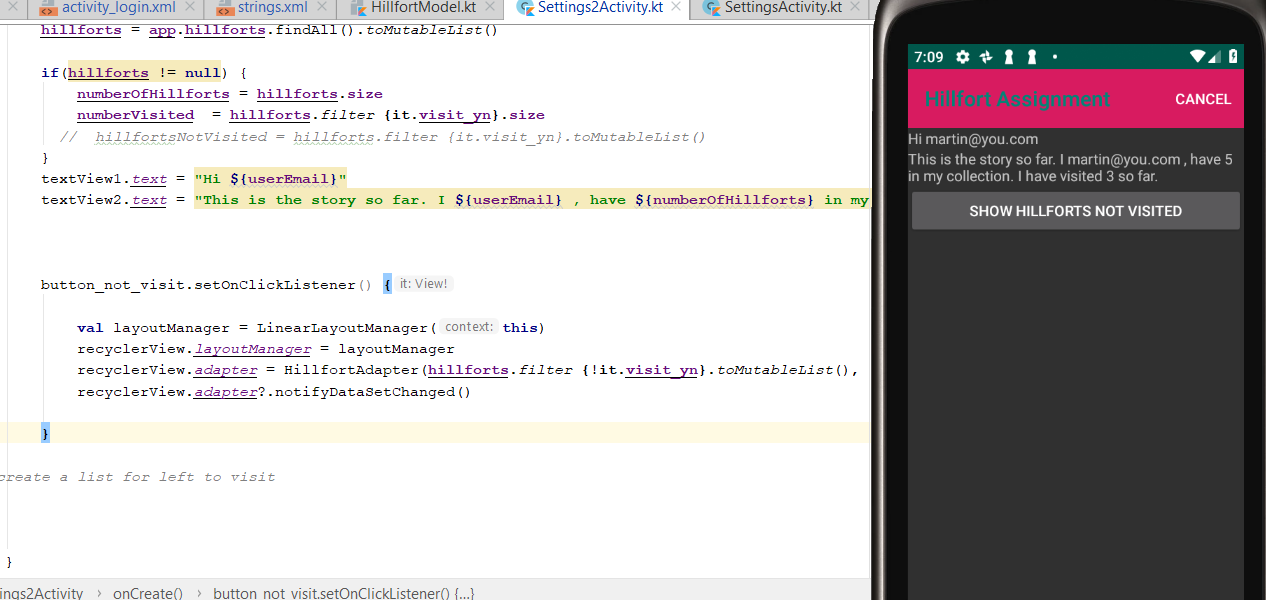 activity_login.xml strings.xml HillfortModel.kt Settings2Activity.kt SettingsActivity.kt
hillforts = app.hillforts.findAll().toMutableList()
if(hillforts != null) {
numberOfHillforts = hillforts.size
numberVisited = hillforts.filter {it.visit_yn}.size
// hillfortsNotVisited = hillforts.filter {it.visit_yn}.toMutableList()
}
textView1.text = "Hi ${userEmail}"
textView2.text = "This is the story so far. I ${userEmail} , have ${numberOfHillforts} in my
button_not_visit.setOnClickListener() { it: View!
val layoutManager = LinearLayoutManager( context: this)
recyclerView.layoutManager = layoutManager
recyclerView.adapter = HillfortAdapter(hillforts.filter {!it.visit_yn}.toMutableList(),
recyclerView.adapter?.notifyDataSetChanged()
}
create a list for left to visit
}
ings2Activity › onCreate() › button_not_visit.setOnClickListener() {...}
7:09
Hillfort Assignment CANCEL
Hi martin@you.com
This is the story so far. I martin@you.com , have 5
in my collection. I have visited 3 so far.
SHOW HILLFORTS NOT VISITED